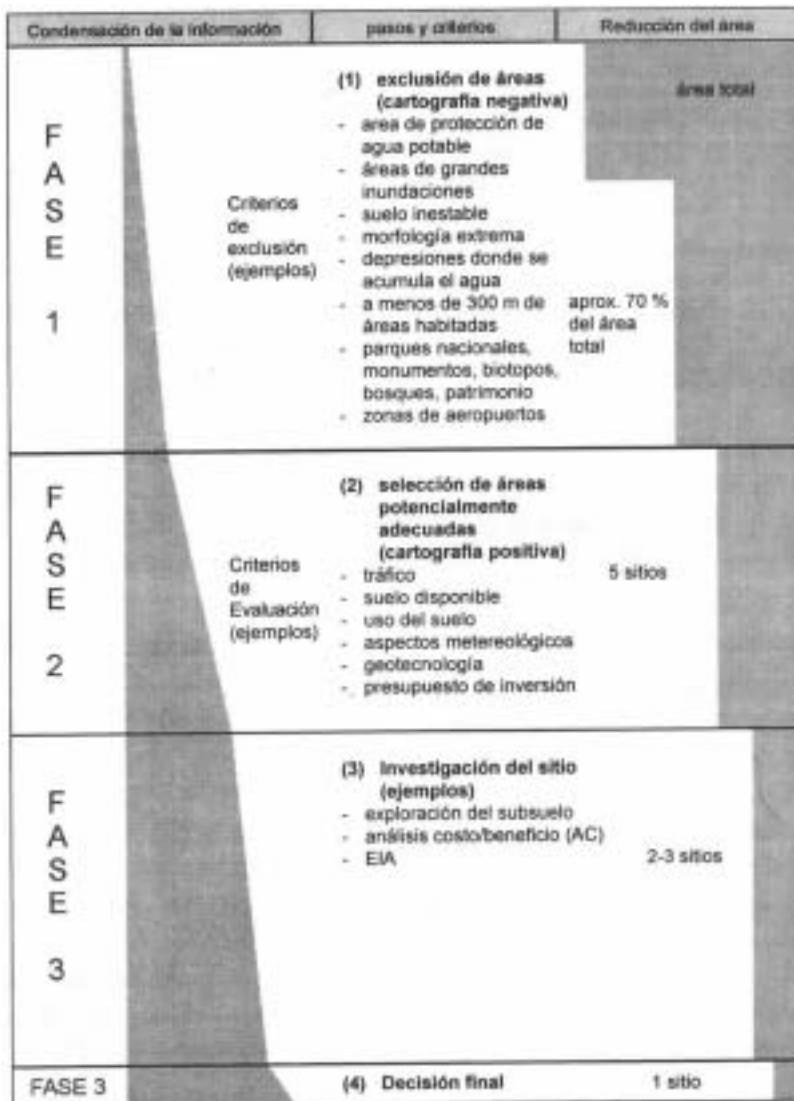 Condensación de la información
pasos y criterios
Reducción del área
FASE 1
Criterios
de
exclusión
(ejemplos)
(1) exclusión de áreas
(cartografía negativa)
- area de protección de
agua potable
- áreas de grandes
inundaciones
- suelo inestable
- morfología extrema
- depresiones donde se
acumula el agua
- a menos de 300 m de
áreas habitadas
- parques nacionales,
monumentos, biotopos,
bosques, patrimonio
- zonas de aeropuertos
área total
aprox. 70 %
del área
total
FASE 2
Criterios
de
Evaluación
(ejemplos)
(2) selección de áreas
potencialmente
adecuadas
(cartografía positiva)
- tráfico
- suelo disponible
- uso del suelo
- aspectos metereológicos
- geotecnología
- presupuesto de inversión
5 sitios
FASE 3
(3) Investigación del sitio
(ejemplos)
- exploración del subsuelo
- análisis costo/beneficio (AC)
- EIA
2-3 sitios
FASE 3
(4) Decisión final
1 sitio